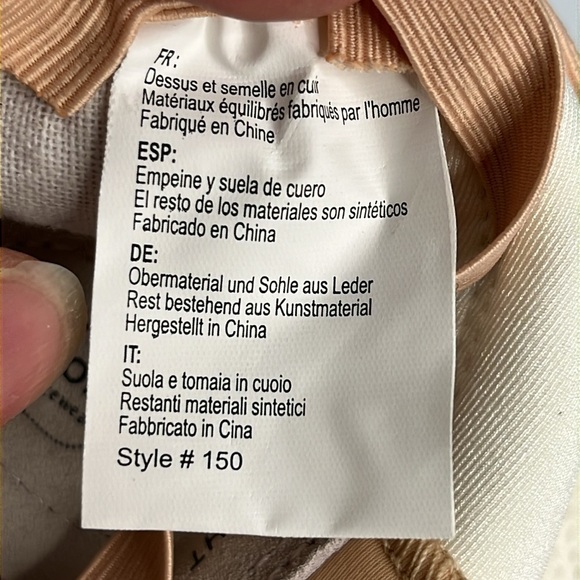 FR:
Dessus et semelle en cuir
Matériaux équilibrés fabriqués par l'homme
Fabriqué en Chine
ESP:
Empeine y suela de cuero
El resto de los materiales son sintéticos
Fabricado en China
DE:
Obermaterial und Sohle aus Leder
Rest bestehend aus Kunstmaterial
Hergestellt in China
IT:
Suola e tomaia in cuoio
Restanti materiali sintetici
Fabbricato in Cina
Style # 150